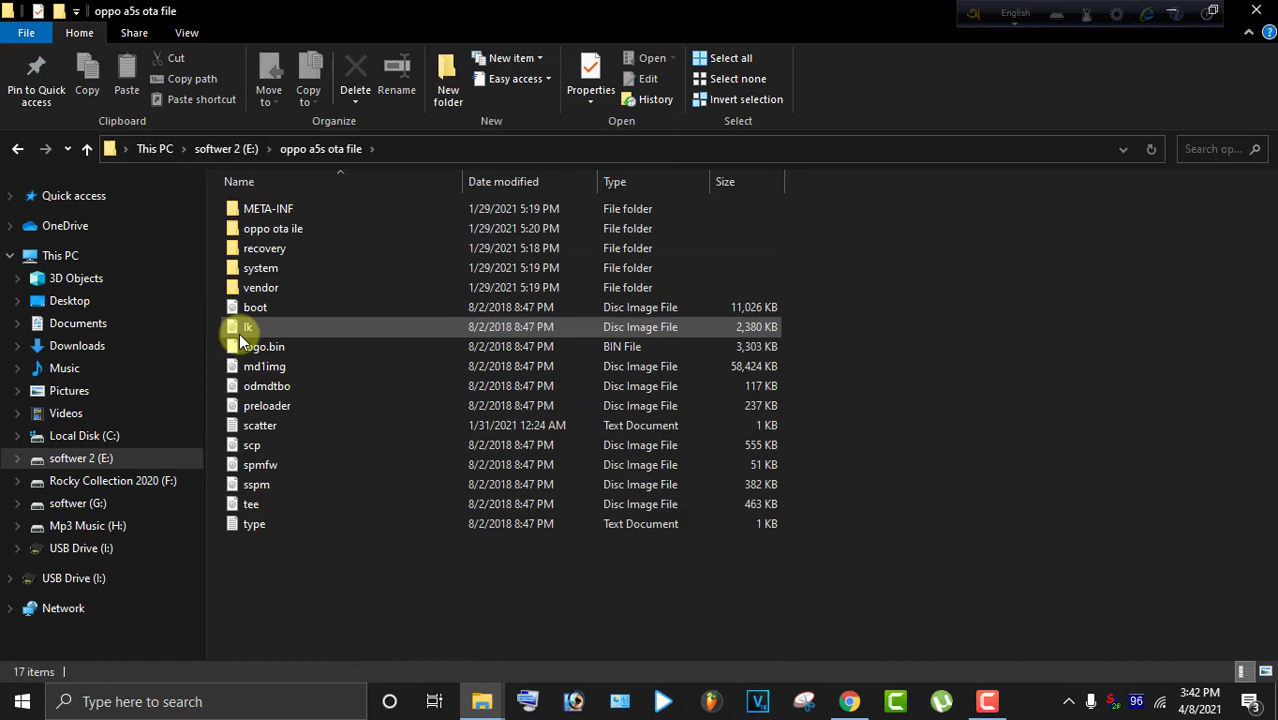 oppo a5s ota file
English
File
Home
Share
View
Pin to Quick access
Copy
Paste
Cut
Copy path
Paste shortcut
Move to
Copy to
Delete
Rename
New folder
New item
Easy access
Properties
Open
Edit
History
Select all
Select none
Invert selection
Clipboard
Organize
New
Open
Select
This PC
softwer 2 (E:)
oppo a5s ota file
Search op...
Name
Date modified
Type
Size
Quick access
OneDrive
This PC
3D Objects
Desktop
Documents
Downloads
Music
Pictures
Videos
Local Disk (C:)
softwer 2 (E:)
Rocky Collection 2020 (F:)
softwer (G:)
Mp3 Music (H:)
USB Drive (I:)
USB Drive (I:)
Network
META-INF 1/29/2021 5:19 PM File folder
oppo ota ile 1/29/2021 5:20 PM File folder
recovery 1/29/2021 5:18 PM File folder
system 1/29/2021 5:19 PM File folder
vendor 1/29/2021 5:19 PM File folder
boot 8/2/2018 8:47 PM Disc Image File 11,026 KB
lk 8/2/2018 8:47 PM Disc Image File 2,380 KB
logo.bin 8/2/2018 8:47 PM BIN File 3,303 KB
md1img 8/2/2018 8:47 PM Disc Image File 58,424 KB
odmdtbo 8/2/2018 8:47 PM Disc Image File 117 KB
preloader 8/2/2018 8:47 PM Disc Image File 237 KB
scatter 1/31/2021 12:24 AM Text Document 1 KB
scp 8/2/2018 8:47 PM Disc Image File 555 KB
spmfw 8/2/2018 8:47 PM Disc Image File 51 KB
sspm 8/2/2018 8:47 PM Disc Image File 382 KB
tee 8/2/2018 8:47 PM Disc Image File 463 KB
type 8/2/2018 8:47 PM Text Document 1 KB
17 items
Type here to search
96
3:42 PM
4/8/2021
3